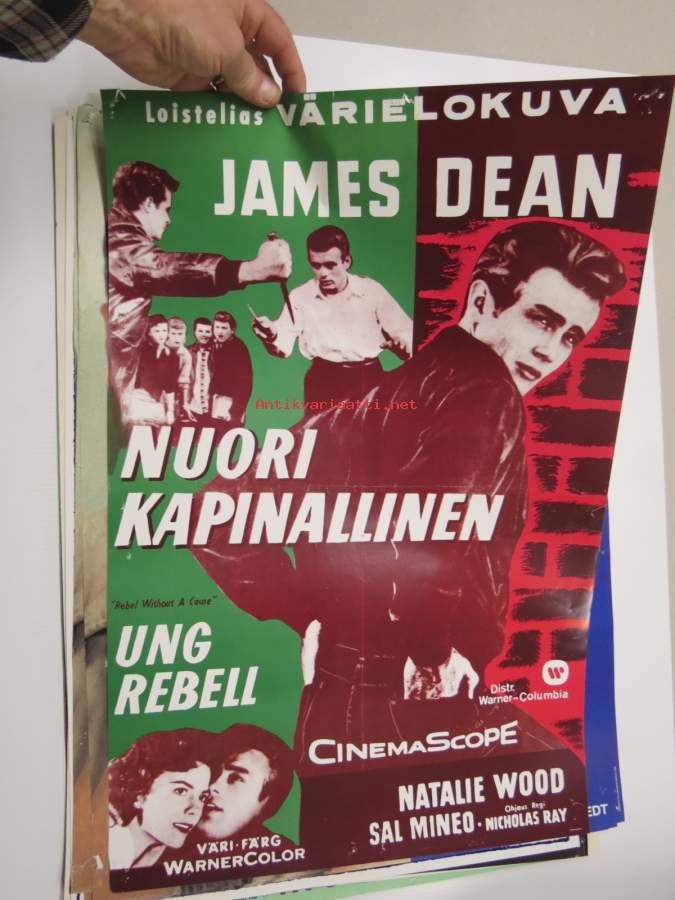 Loistelias VÄRIELOKUVA
JAMES DEAN
Antikvariaatti.net
NUORI
KAPINALLINEN
"Rebel Without A Cause"
UNG
REBELL
Distr.
Warner-Columbia
CINEMASCOPE
NATALIE WOOD
SAL MINEO · Ohjaus Regi NICHOLAS RAY
VÄRI · FÄRG
WARNERCOLOR
EDT